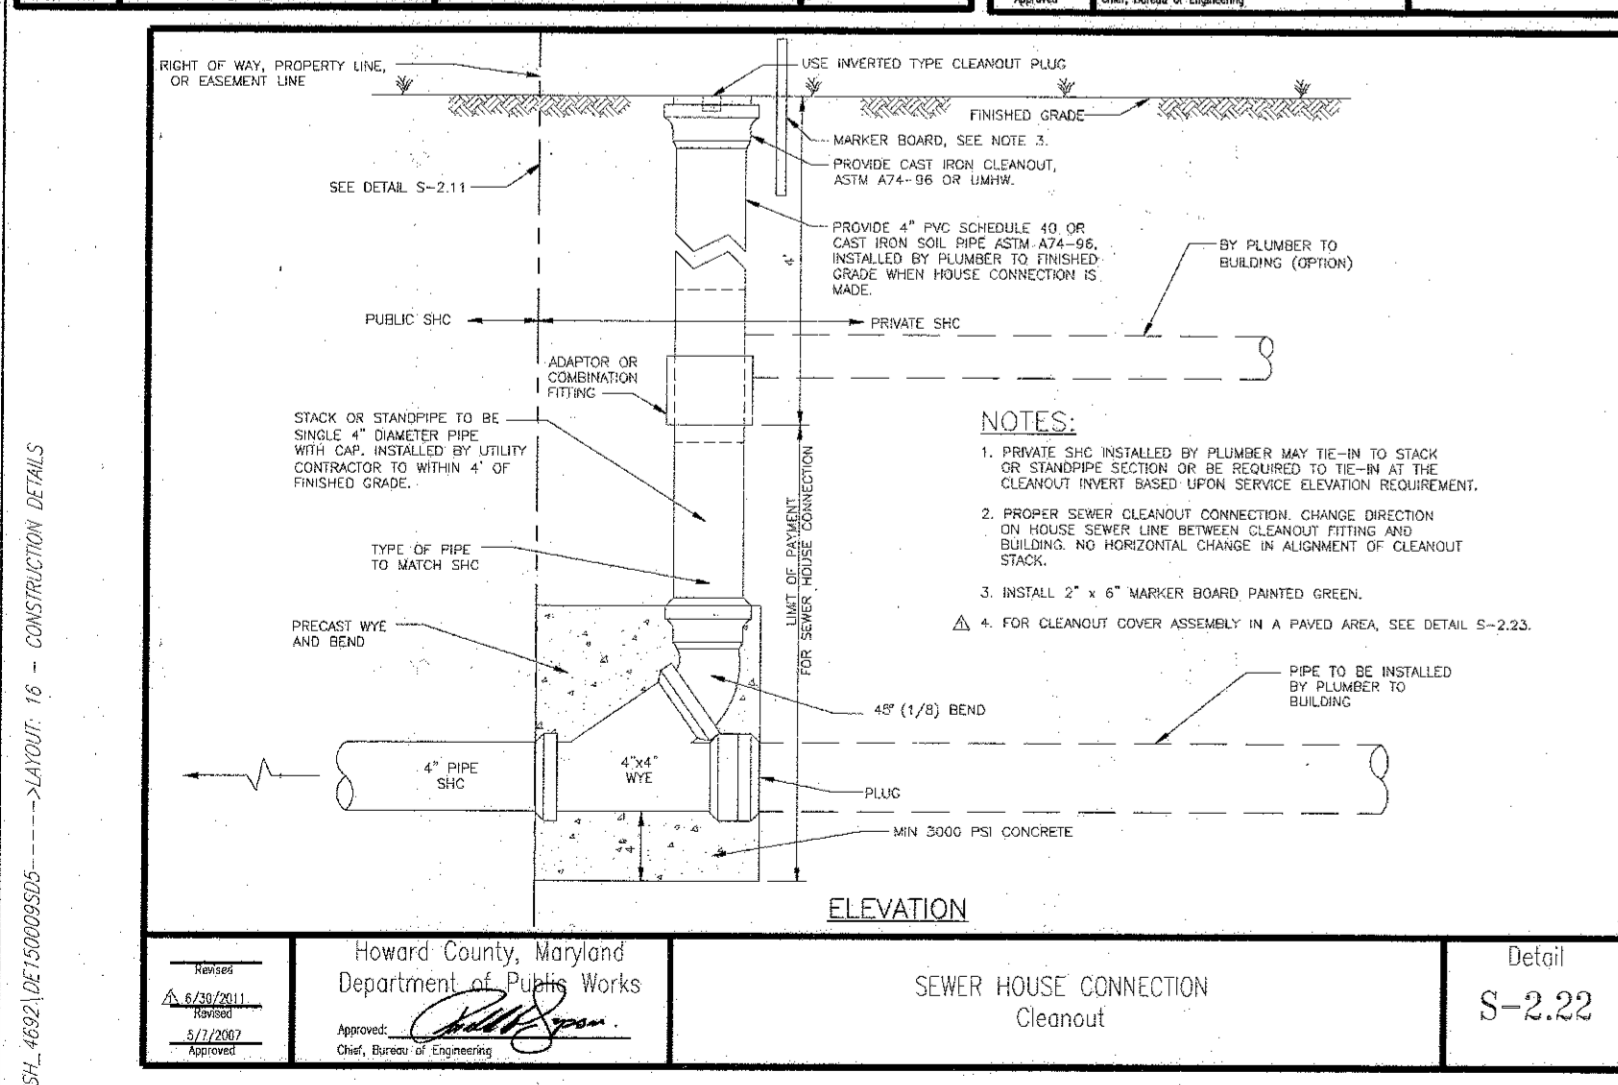 Approved
Chief, Bureau of Engineering
RIGHT OF WAY, PROPERTY LINE,
OR EASEMENT LINE
USE INVERTED TYPE CLEANOUT PLUG
FINISHED GRADE
MARKER BOARD, SEE NOTE 3.
PROVIDE CAST IRON CLEANOUT,
ASTM A74-96 OR UMHW.
SEE DETAIL S-2.11
PROVIDE 4" PVC SCHEDULE 40 OR
CAST IRON SOIL PIPE ASTM A74-96,
INSTALLED BY PLUMBER TO FINISHED
GRADE WHEN HOUSE CONNECTION IS
MADE.
4'
BY PLUMBER TO
BUILDING (OPTION)
PUBLIC SHC
PRIVATE SHC
ADAPTOR OR
COMBINATION
FITTING
STACK OR STANDPIPE TO BE
SINGLE 4" DIAMETER PIPE
WITH CAP. INSTALLED BY UTILITY
CONTRACTOR TO WITHIN 4' OF
FINISHED GRADE.
TYPE OF PIPE
TO MATCH SHC
LIMIT OF PAYMENT
FOR SEWER HOUSE CONNECTION
NOTES:
1. PRIVATE SHC INSTALLED BY PLUMBER MAY TIE-IN TO STACK
OR STANDPIPE SECTION OR BE REQUIRED TO TIE-IN AT THE
CLEANOUT INVERT BASED UPON SERVICE ELEVATION REQUIREMENT.
2. PROPER SEWER CLEANOUT CONNECTION. CHANGE DIRECTION
ON HOUSE SEWER LINE BETWEEN CLEANOUT FITTING AND
BUILDING. NO HORIZONTAL CHANGE IN ALIGNMENT OF CLEANOUT
STACK.
3. INSTALL 2" x 6" MARKER BOARD PAINTED GREEN.
4. FOR CLEANOUT COVER ASSEMBLY IN A PAVED AREA, SEE DETAIL S-2.23.
PRECAST WYE
AND BEND
PIPE TO BE INSTALLED
BY PLUMBER TO
BUILDING
45° (1/8) BEND
4" PIPE
SHC
4"x4"
WYE
PLUG
4"
MIN 3000 PSI CONCRETE
ELEVATION
SH_4692\DE150009SD5----->LAYOUT: 16 - CONSTRUCTION DETAILS
Revised
6/30/2011
Revised
5/7/2007
Approved
Howard County, Maryland
Department of Public Works
Approved:
Chief, Bureau of Engineering
SEWER HOUSE CONNECTION
Cleanout
Detail
S-2.22